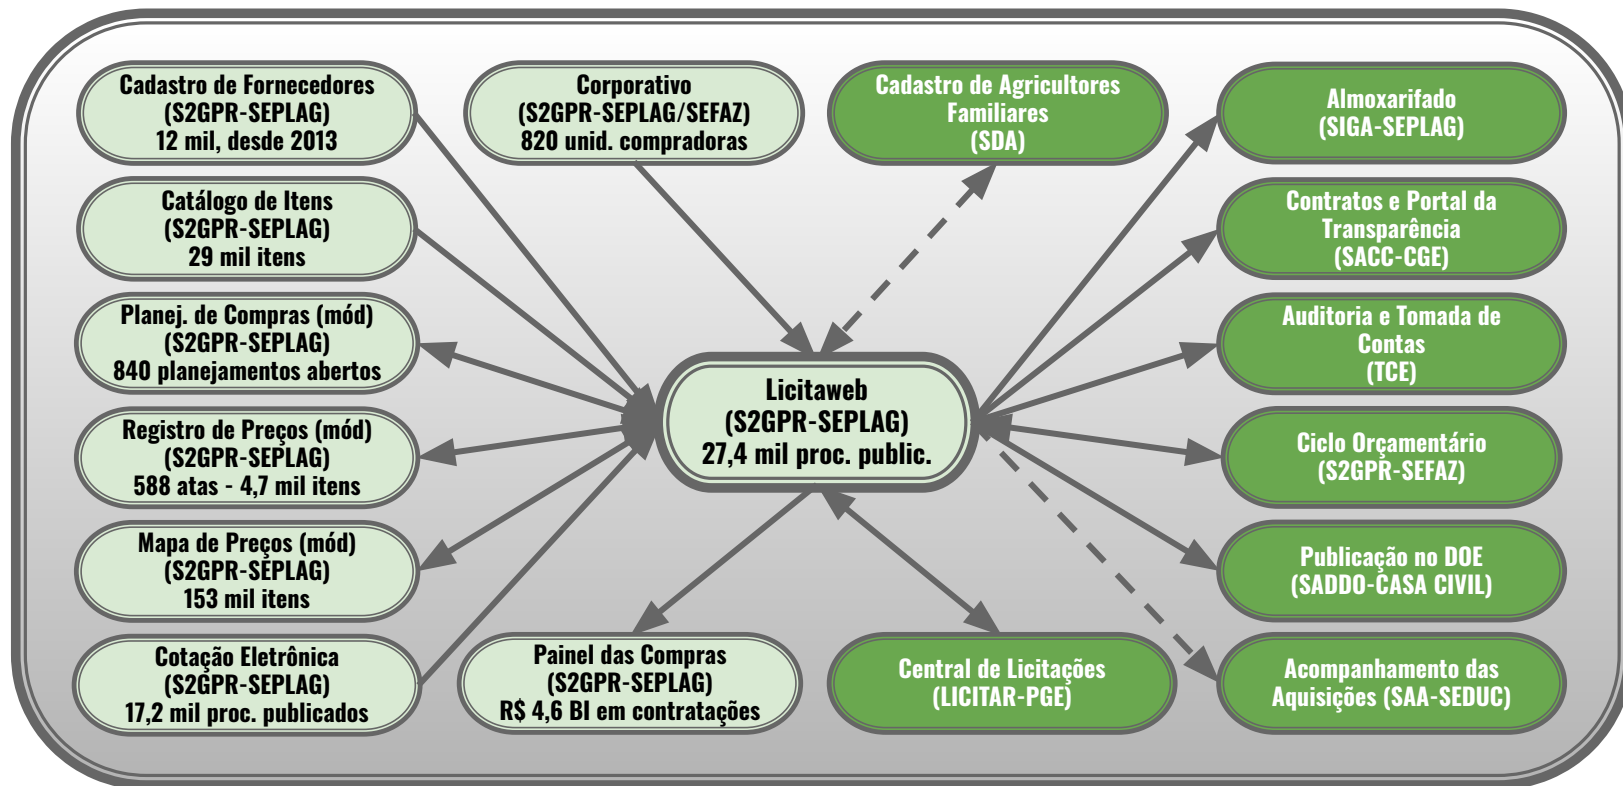 Cadastro de Fornecedores
(S2GPR-SEPLAG)
12 mil, desde 2013
Corporativo
(S2GPR-SEPLAG/SEFAZ)
820 unid. compradoras
Cadastro de Agricultores
Familiares
(SDA)
Almoxarifado
(SIGA-SEPLAG)
Catálogo de Itens
(S2GPR-SEPLAG)
29 mil itens
Contratos e Portal da
Transparência
(SACC-CGE)
Planej. de Compras (mód)
(S2GPR-SEPLAG)
840 planejamentos abertos
Auditoria e Tomada de
Contas
(TCE)
Licitaweb
(S2GPR-SEPLAG)
27,4 mil proc. public.
Registro de Preços (mód)
(S2GPR-SEPLAG)
588 atas - 4,7 mil itens
Ciclo Orçamentário
(S2GPR-SEFAZ)
Mapa de Preços (mód)
(S2GPR-SEPLAG)
153 mil itens
Publicação no DOE
(SADDO-CASA CIVIL)
Cotação Eletrônica
(S2GPR-SEPLAG)
17,2 mil proc. publicados
Painel das Compras
(S2GPR-SEPLAG)
R$ 4,6 BI em contratações
Central de Licitações
(LICITAR-PGE)
Acompanhamento das
Aquisições (SAA-SEDUC)